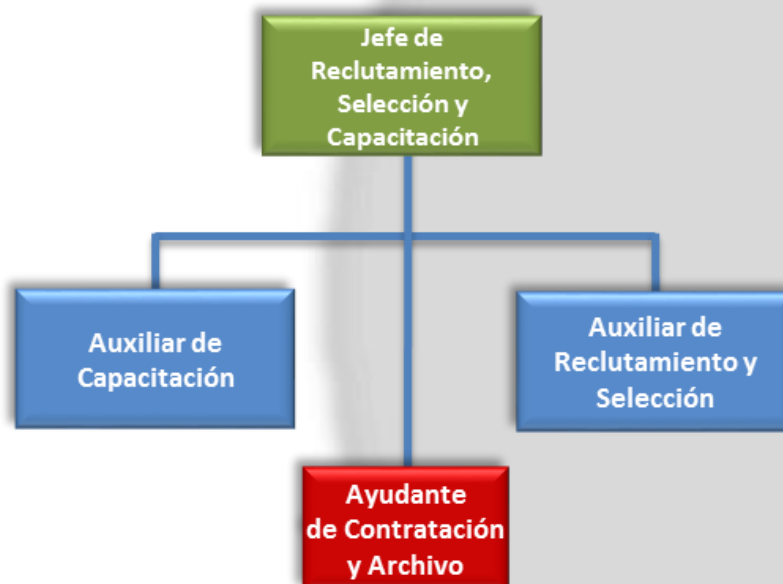 Jefe de
Reclutamiento,
Selección y
Capacitación
Auxiliar de
Capacitación
Auxiliar de
Reclutamiento y
Selección
Ayudante
de Contratación
y Archivo